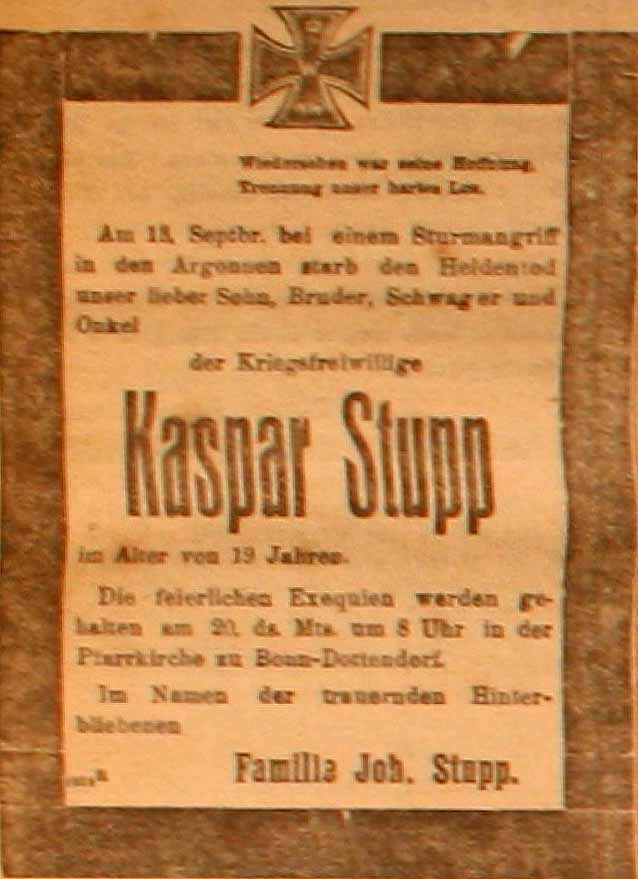 Wiedersehen war seine Hoffnung,
Trennung unser hartes Los.
Am 13. Septbr. bei einem Sturmangriff
in den Argonnen starb den Heldentod
unser lieber Sohn, Bruder, Schwager und
Onkel
der Kriegsfreiwillige
Kaspar Stupp
im Alter von 19 Jahren.
Die feierlichen Exequien werden ge-
halten am 20. ds. Mts. um 8 Uhr in der
Pfarrkirche zu Bonn-Dottendorf.
Im Namen der trauernden Hinter-
bliebenen
Familie Joh. Stupp.